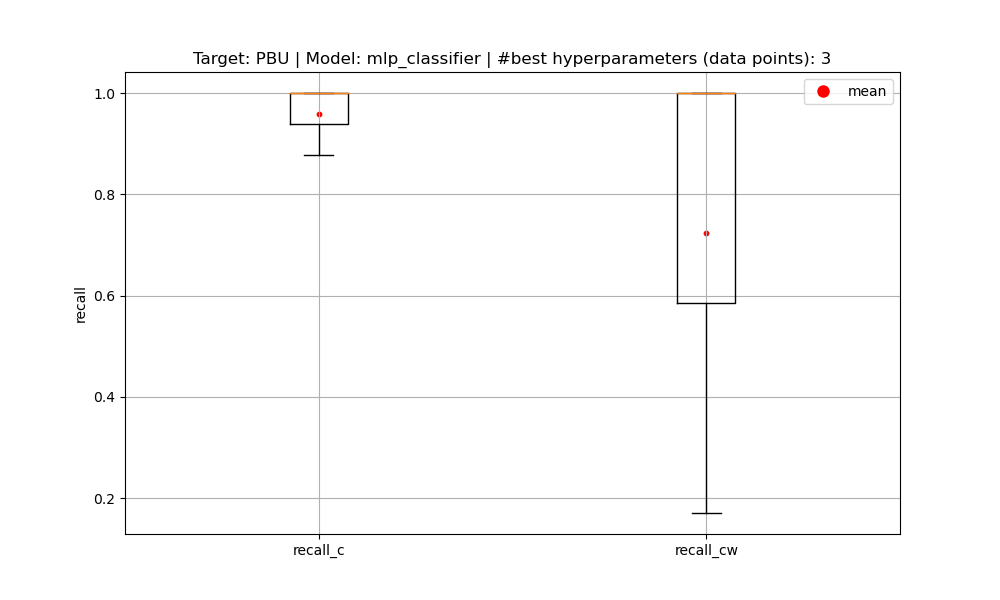 Target: PBU | Model: mlp_classifier | #best hyperparameters (data points): 3
mean
1.0
0.8
0.6
0.4
0.2
recall
recall_c
recall_cw